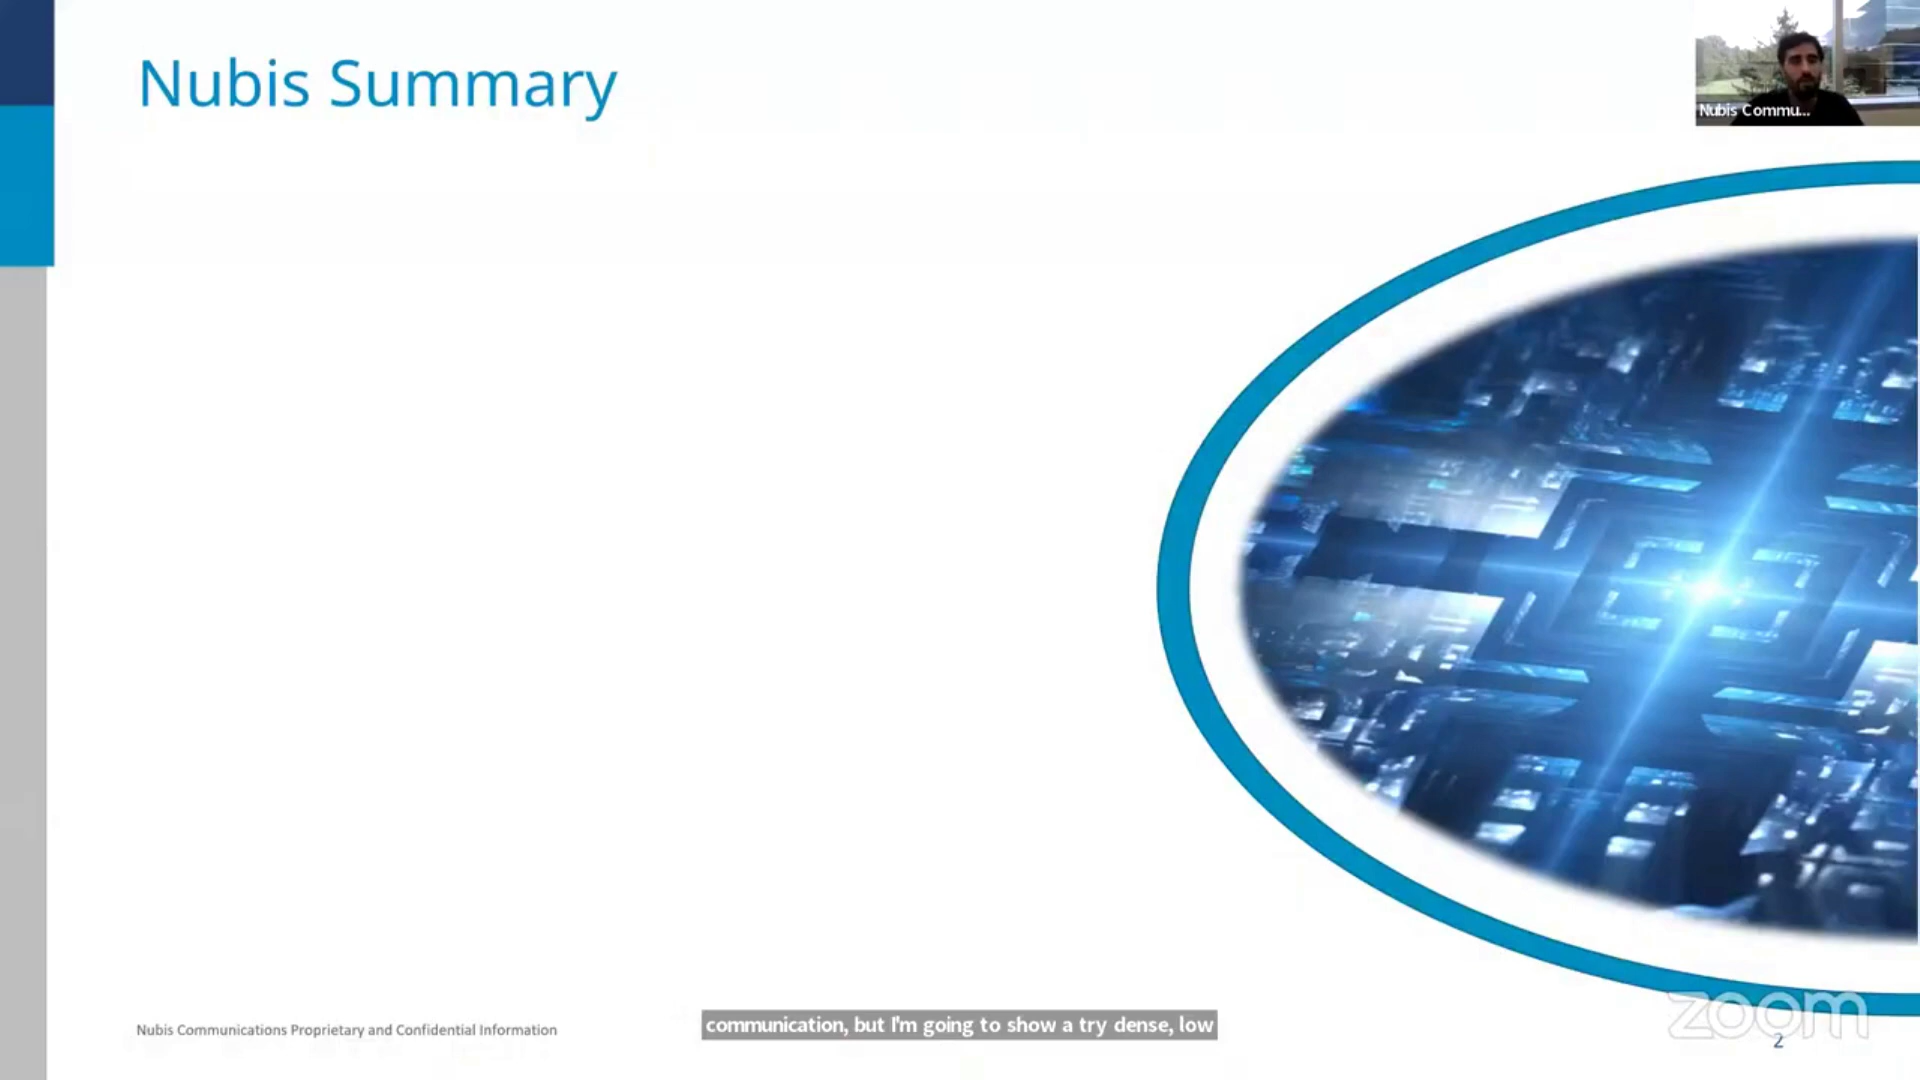 Nubis Summary
Nubis Commu...
Nubis Communications Proprietary and Confidential Information
communication, but I'm going to show a try dense, low
zoom
2